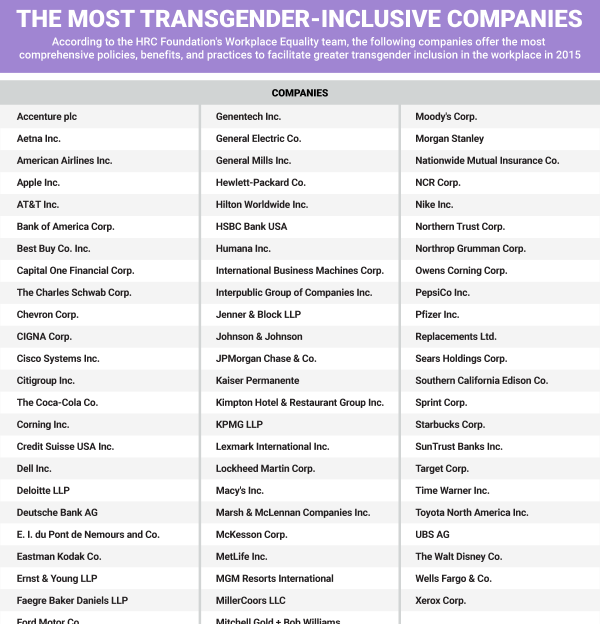 THE MOST TRANSGENDER-INCLUSIVE COMPANIES
According to the HRC Foundation's Workplace Equality team, the following companies offer the most
comprehensive policies, benefits, and practices to facilitate greater transgender inclusion in the workplace in 2015
COMPANIES
Accenture plc
Aetna Inc.
American Airlines Inc.
Apple Inc.
AT&T Inc.
Bank of America Corp.
Best Buy Co. Inc.
Capital One Financial Corp.
The Charles Schwab Corp.
Chevron Corp.
CIGNA Corp.
Cisco Systems Inc.
Citigroup Inc.
The Coca-Cola Co.
Corning Inc.
Credit Suisse USA Inc.
Dell Inc.
Deloitte LLP
Deutsche Bank AG
E. I. du Pont de Nemours and Co.
Eastman Kodak Co.
Ernst & Young LLP
Faegre Baker Daniels LLP
Ford Motor Co.
Genentech Inc.
General Electric Co.
General Mills Inc.
Hewlett-Packard Co.
Hilton Worldwide Inc.
HSBC Bank USA
Humana Inc.
International Business Machines Corp.
Interpublic Group of Companies Inc.
Jenner & Block LLP
Johnson & Johnson
JPMorgan Chase & Co.
Kaiser Permanente
Kimpton Hotel & Restaurant Group Inc.
KPMG LLP
Lexmark International Inc.
Lockheed Martin Corp.
Macy's Inc.
Marsh & McLennan Companies Inc.
McKesson Corp.
MetLife Inc.
MGM Resorts International
MillerCoors LLC
Mitchell Gold + Bob Williams
Moody's Corp.
Morgan Stanley
Nationwide Mutual Insurance Co.
NCR Corp.
Nike Inc.
Northern Trust Corp.
Northrop Grumman Corp.
Owens Corning Corp.
PepsiCo Inc.
Pfizer Inc.
Replacements Ltd.
Sears Holdings Corp.
Southern California Edison Co.
Sprint Corp.
Starbucks Corp.
SunTrust Banks Inc.
Target Corp.
Time Warner Inc.
Toyota North America Inc.
UBS AG
The Walt Disney Co.
Wells Fargo & Co.
Xerox Corp.